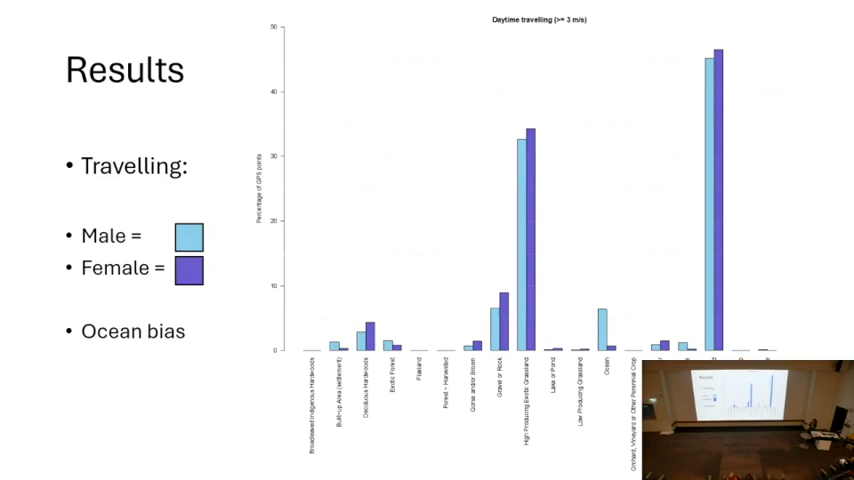 Results
• Travelling:
• Male =
• Female =
• Ocean bias
Daytime travelling (>= 3 m/s)
Percentage of GPS points
50
40
30
20
10
0
Broadleaved Indigenous Hardwoods
Built-up Area (settlement)
Deciduous Hardwoods
Exotic Forest
Flaxland
Forest - Harvested
Gorse and/or Broom
Gravel or Rock
High Producing Exotic Grassland
Lake or Pond
Low Producing Grassland
Ocean
Orchard, Vineyard or Other Perennial Crop
Results